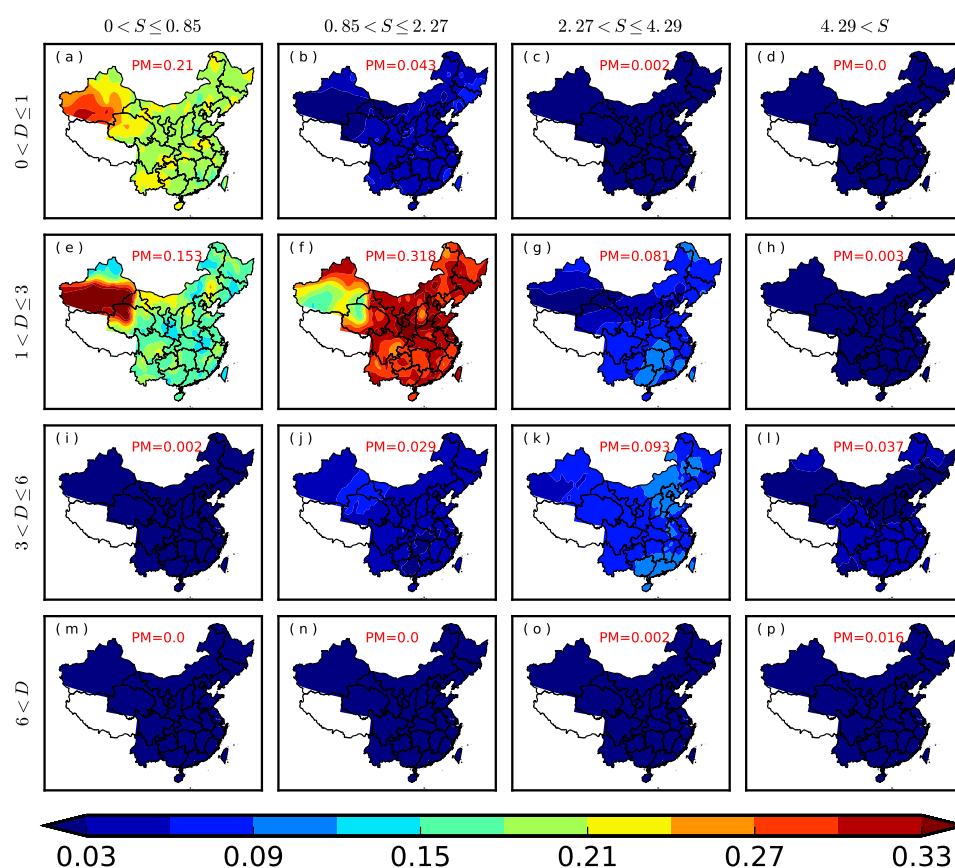 0 < S ≤ 0.85
0.85 < S ≤ 2.27
2.27 < S ≤ 4.29
4.29 < S
0 < D ≤ 1
(a) PM=0.21
(b) PM=0.043
(c) PM=0.002
(d) PM=0.0
1 < D ≤ 3
(e) PM=0.153
(f) PM=0.318
(g) PM=0.081
(h) PM=0.003
3 < D ≤ 6
(i) PM=0.002
(j) PM=0.029
(k) PM=0.093
(l) PM=0.037
6 < D
(m) PM=0.0
(n) PM=0.0
(o) PM=0.002
(p) PM=0.016
0.03 0.09 0.15 0.21 0.27 0.33